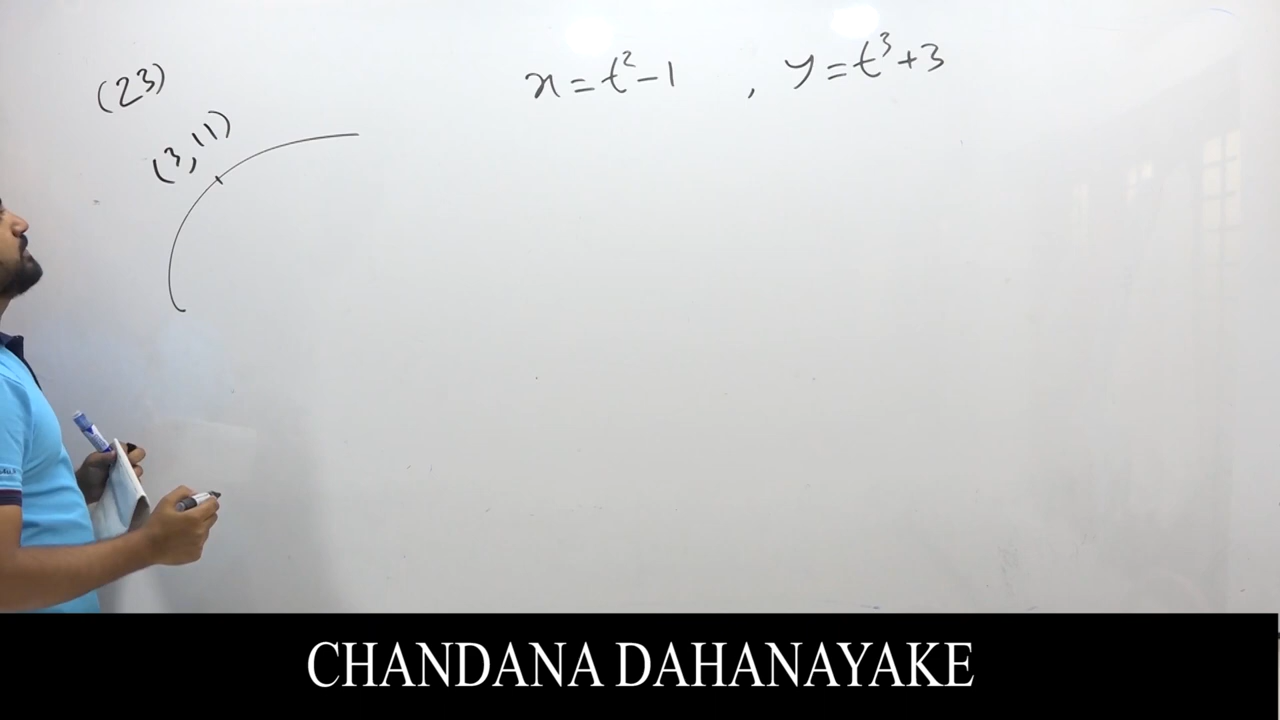 (23)
x = t² - 1 , y = t³ + 3
(3, 11)
CHANDANA DAHANAYAKE